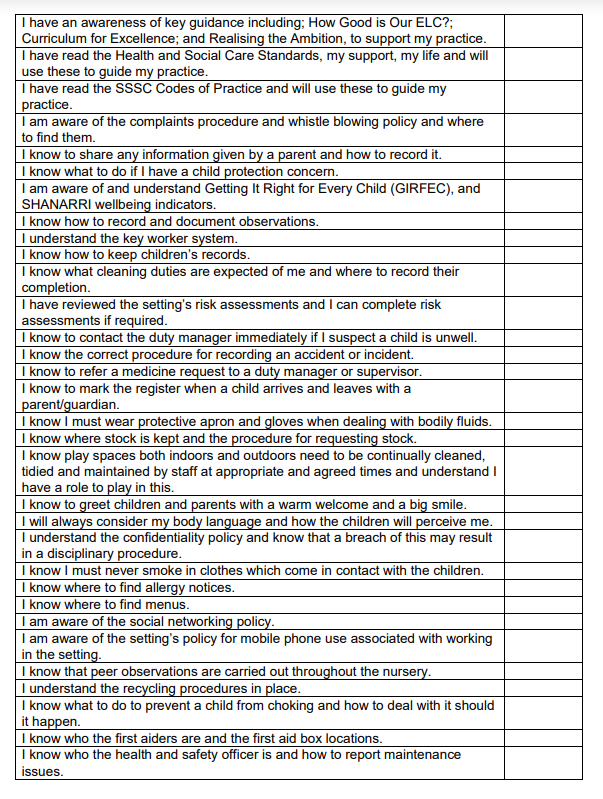 I have an awareness of key guidance including; How Good is Our ELC?;
Curriculum for Excellence; and Realising the Ambition, to support my practice.
I have read the Health and Social Care Standards, my support, my life and will
use these to guide my practice.
I have read the SSSC Codes of Practice and will use these to guide my
practice.
I am aware of the complaints procedure and whistle blowing policy and where
to find them.
I know to share any information given by a parent and how to record it.
I know what to do if I have a child protection concern.
I am aware of and understand Getting It Right for Every Child (GIRFEC), and
SHANARRI wellbeing indicators.
I know how to record and document observations.
I understand the key worker system.
I know how to keep children's records.
I know what cleaning duties are expected of me and where to record their
completion.
I have reviewed the setting's risk assessments and I can complete risk
assessments if required.
I know to contact the duty manager immediately if I suspect a child is unwell.
I know the correct procedure for recording an accident or incident.
I know to refer a medicine request to a duty manager or supervisor.
I know to mark the register when a child arrives and leaves with a
parent/guardian.
I know I must wear protective apron and gloves when dealing with bodily fluids.
I know where stock is kept and the procedure for requesting stock.
I know play spaces both indoors and outdoors need to be continually cleaned,
tidied and maintained by staff at appropriate and agreed times and understand I
have a role to play in this.
I know to greet children and parents with a warm welcome and a big smile.
I will always consider my body language and how the children will perceive me.
I understand the confidentiality policy and know that a breach of this may result
in a disciplinary procedure.
I know I must never smoke in clothes which come in contact with the children.
I know where to find allergy notices.
I know where to find menus.
I am aware of the social networking policy.
I am aware of the setting's policy for mobile phone use associated with working
in the setting.
I know that peer observations are carried out throughout the nursery.
I understand the recycling procedures in place.
I know what to do to prevent a child from choking and how to deal with it should
it happen.
I know who the first aiders are and the first aid box locations.
I know who the health and safety officer is and how to report maintenance
issues.